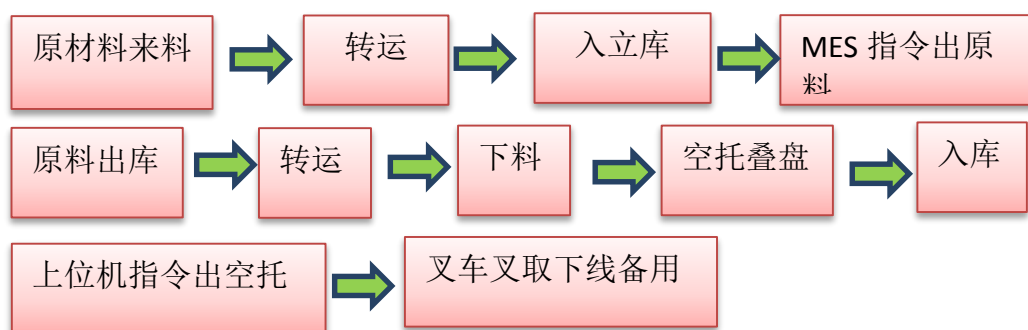 原材料来料
转运
入立库
MES 指令出原
料
原料出库
转运
下料
空托叠盘
入库
上位机指令出空托
叉车叉取下线备用